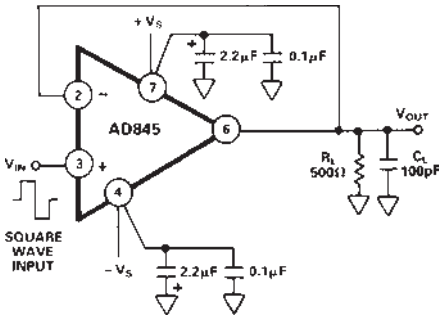 +VS
+
2.2μF
0.1μF
7
2
−
AD845
6
VOUT
VIN
3
+
4
RL
500Ω
CL
100pF
SQUARE
WAVE
INPUT
−VS
2.2μF
0.1μF
+